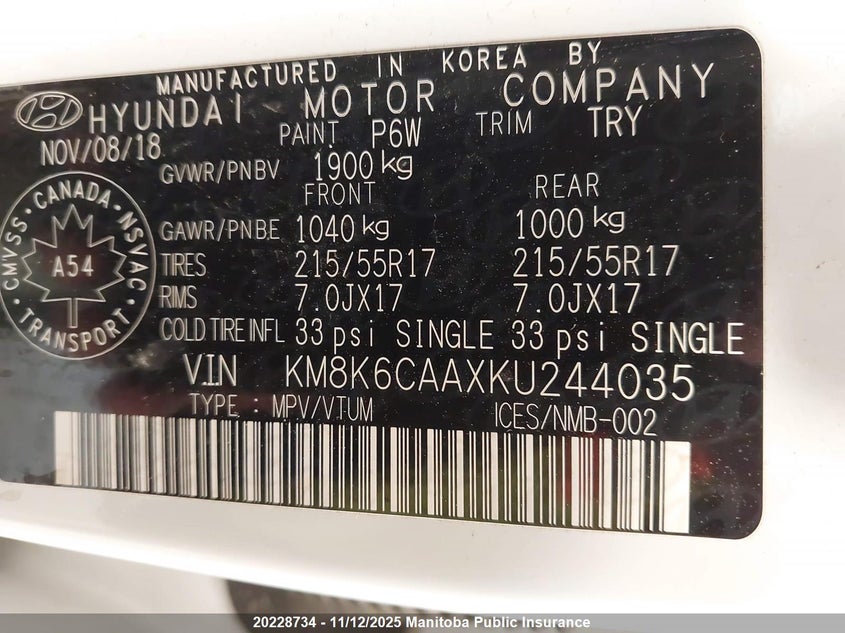 MANUFACTURED IN KOREA BY
HYUNDAI MOTOR COMPANY
NOV/08/18 PAINT P6W TRIM TRY
GVWR/PNBV 1900 kg
FRONT REAR
GAWR/PNBE 1040 kg 1000 kg
TIRES 215/55R17 215/55R17
RIMS 7.0JX17 7.0JX17
COLD TIRE INFL 33 psi SINGLE 33 psi SINGLE
CMVSS · CANADA · NSVAC · TRANSPORT ·
A54
V.I.N KM8K6CAAXKU244035
TYPE : MPV/VTUM ICES/NMB-002
20228734 - 11/12/2025 Manitoba Public Insurance